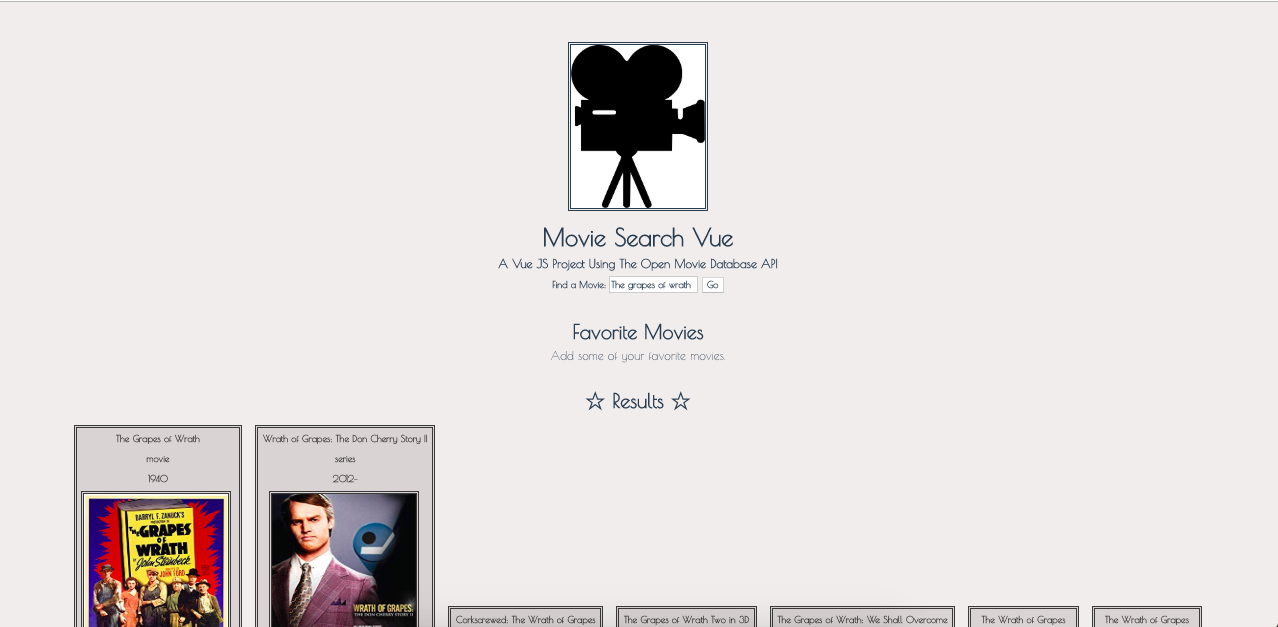 Movie Search Vue
A Vue JS Project Using The Open Movie Database API
Find a Movie: The grapes of wrath Go
Favorite Movies
Add some of your favorite movies.
☆ Results ☆
The Grapes of Wrath
movie
1940
DARRYL F. ZANUCK'S
THE GRAPES
OF
WRATH
by John Steinbeck
JOHN FORD
Wrath of Grapes: The Don Cherry Story II
series
2012–
WRATH OF GRAPES:
THE DON CHERRY STORY II
Corkscrewed: The Wrath of Grapes
The Grapes of Wrath Two in 3D
The Grapes of Wrath: We Shall Overcome
The Wrath of Grapes
The Wrath of Grapes